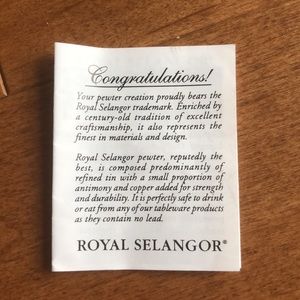 Congratulations!
Your pewter creation proudly bears the
Royal Selangor trademark. Enriched by
a century-old tradition of excellent
craftsmanship, it also represents the
finest in materials and design.
Royal Selangor pewter, reputedly the
best, is composed predominantly of
refined tin with a small proportion of
antimony and copper added for strength
and durability. It is perfectly safe to drink
or eat from any of our tableware products
as they contain no lead.
ROYAL SELANGOR®